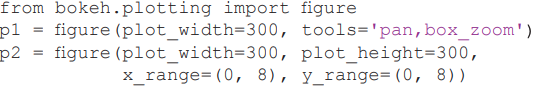 from bokeh.plotting import figure
p1 = figure(plot_width=300, tools='pan,box_zoom')
p2 = figure(plot_width=300, plot_height=300,
            x_range=(0, 8), y_range=(0, 8))